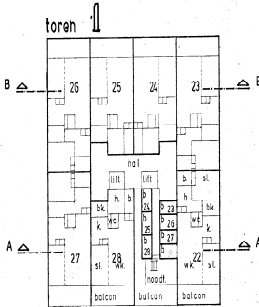 toren 1
B 26 25 24 23 B
hal
lift lift b. sl.
h. b. b 24 b 23 h
bk. h 25 b 26 bk.
k. wc b 27 wc k.
A b 28 b A
27 sl. 28 wk. noodt. wk. 22 sl.
balcon balcon balcon